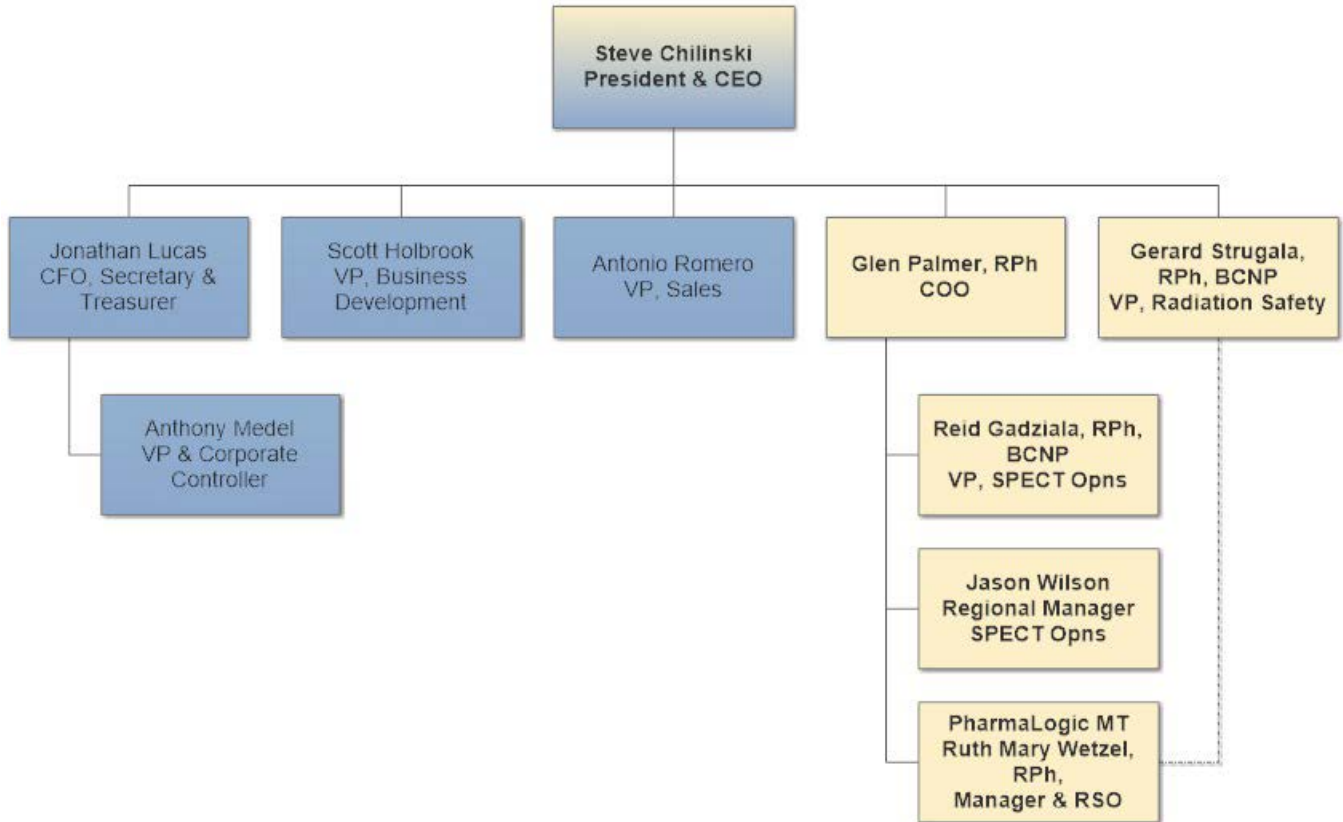 Steve Chilinski
President & CEO
Jonathan Lucas
CFO, Secretary &
Treasurer
Scott Holbrook
VP, Business
Development
Antonio Romero
VP, Sales
Glen Palmer, RPh
COO
Gerard Strugala,
RPh, BCNP
VP, Radiation Safety
Anthony Medel
VP & Corporate
Controller
Reid Gadziala, RPh,
BCNP
VP, SPECT Opns
Jason Wilson
Regional Manager
SPECT Opns
PharmaLogic MT
Ruth Mary Wetzel,
RPh,
Manager & RSO